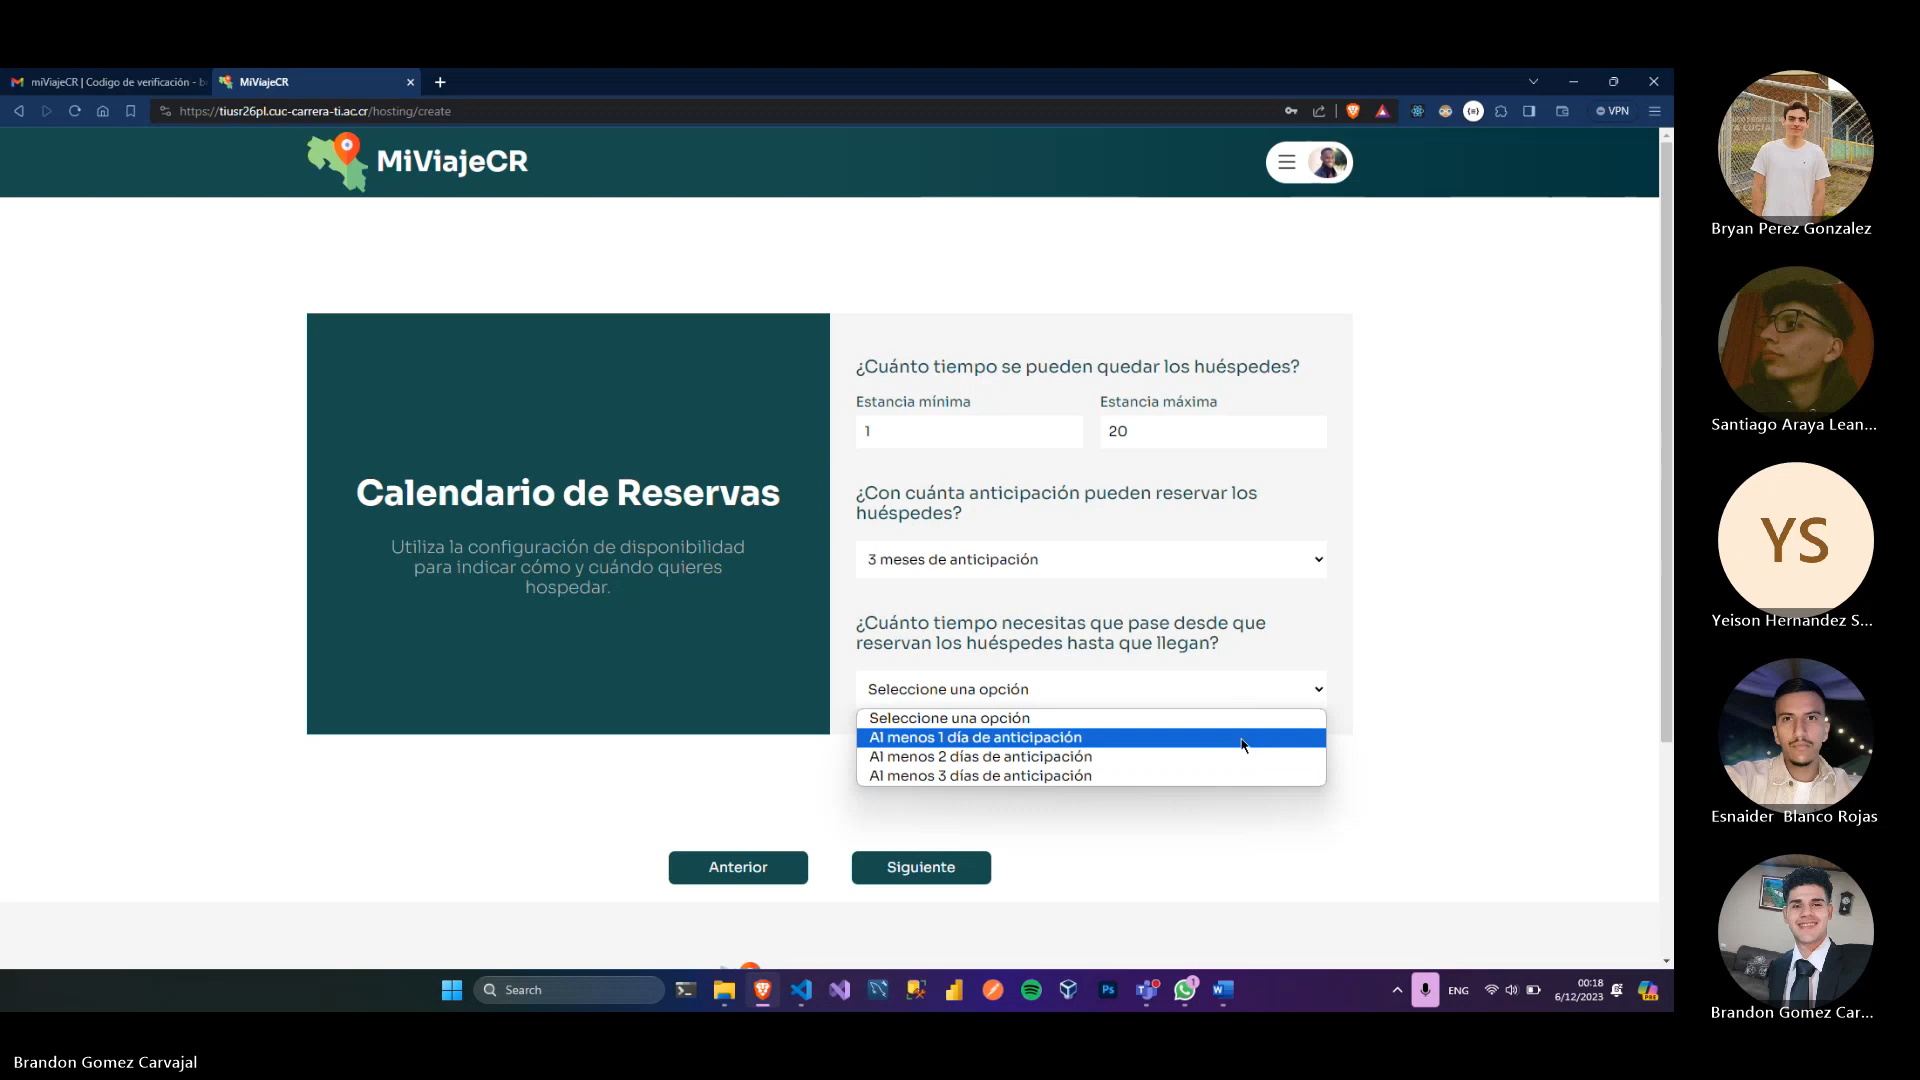 miViajeCR | Codigo de verificación - b
MiViajeCR
https://tiusr26pl.cuc-carrera-ti.ac.cr/hosting/create
VPN
MiViajeCR
Calendario de Reservas
Utiliza la configuración de disponibilidad
para indicar cómo y cuándo quieres
hospedar.
¿Cuánto tiempo se pueden quedar los huéspedes?
Estancia mínima
Estancia máxima
1
20
¿Con cuánta anticipación pueden reservar los
huéspedes?
3 meses de anticipación
¿Cuánto tiempo necesitas que pase desde que
reservan los huéspedes hasta que llegan?
Seleccione una opción
Seleccione una opción
Al menos 1 día de anticipación
Al menos 2 días de anticipación
Al menos 3 días de anticipación
Anterior
Siguiente
Search
Ps
1
ENG
00:18
6/12/2023
PRE
Bryan Perez Gonzalez
Santiago Araya Lean...
YS
Yeison Hernandez S...
Esnaider Blanco Rojas
Brandon Gomez Car...
Brandon Gomez Carvajal